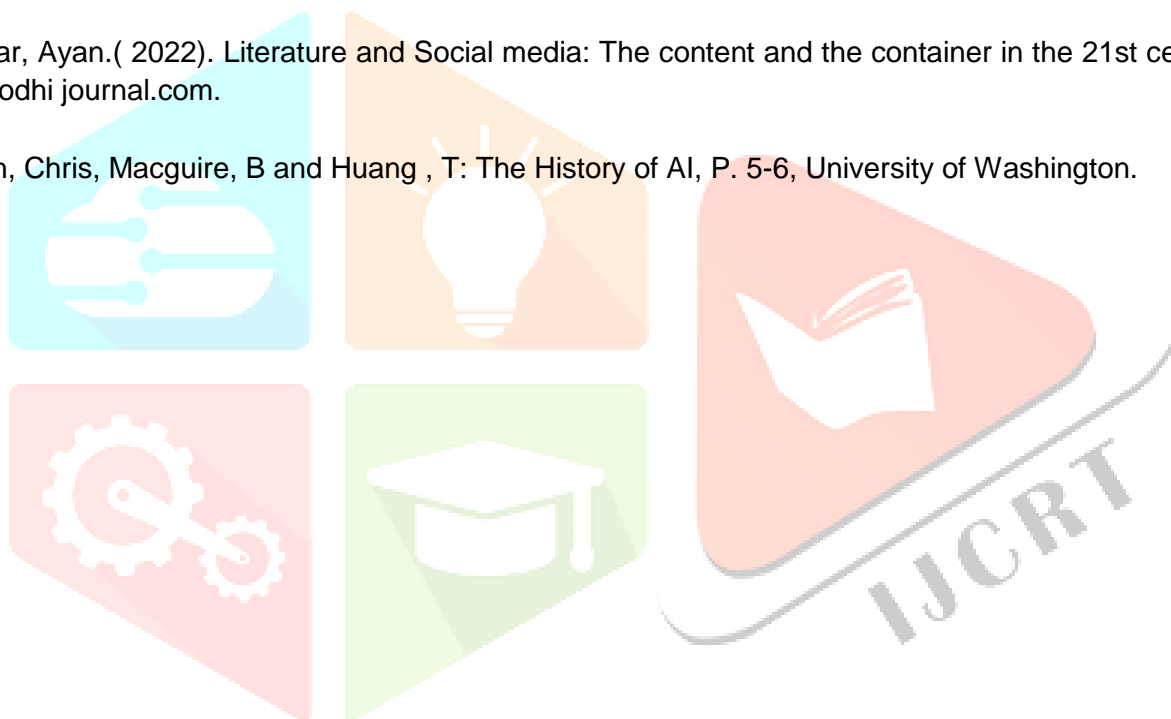 ar, Ayan.( 2022). Literature and Social media: The content and the container in the 21st ce
odhi journal.com.
n, Chris, Macguire, B and Huang , T: The History of AI, P. 5-6, University of Washington.
IJCRT